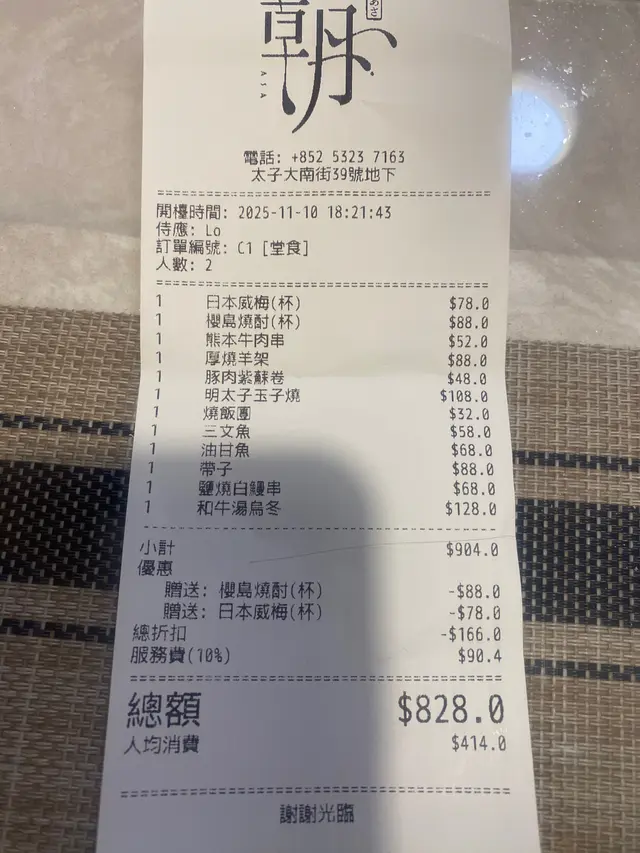 朝
あさ
ASA
電話: +852 5323 7163
太子大南街39號地下
開檯時間: 2025-11-10 18:21:43
侍應: Lo
訂單編號: C1 [堂食]
人數: 2
1 日本威梅(杯) $78.0
1 櫻島燒酎(杯) $88.0
1 熊本牛肉串 $52.0
1 厚燒羊架 $88.0
1 豚肉紫蘇卷 $48.0
1 明太子玉子燒 $108.0
1 燒飯團 $32.0
1 三文魚 $58.0
1 油甘魚 $68.0
1 帶子 $88.0
1 鹽燒白鰻串 $68.0
1 和牛湯烏冬 $128.0
小計 $904.0
優惠
贈送: 櫻島燒酎(杯) -$88.0
贈送: 日本威梅(杯) -$78.0
總折扣 -$166.0
服務費(10%) $90.4
總額 $828.0
人均消費 $414.0
謝謝光臨